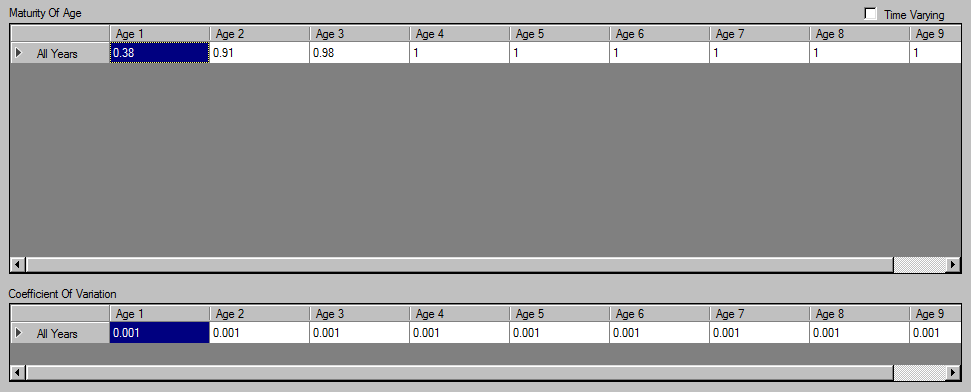 Maturity Of Age Time Varying
Age 1 Age 2 Age 3 Age 4 Age 5 Age 6 Age 7 Age 8 Age 9
All Years 0.38 0.91 0.98 1 1 1 1 1 1
Coefficient Of Variation
Age 1 Age 2 Age 3 Age 4 Age 5 Age 6 Age 7 Age 8 Age 9
All Years 0.001 0.001 0.001 0.001 0.001 0.001 0.001 0.001 0.001